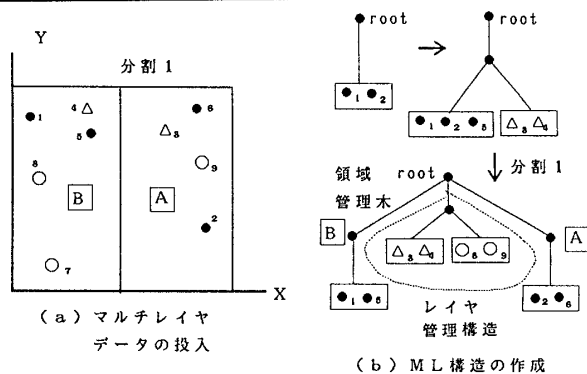 Y
分割1
1
4
5
6
3
8
9
B
A
2
7
X
(a)マルチレイヤ
データの投入
root
root
1 2
1 2 5
3 4
分割1
領域
管理木
root
B
A
3 4
8 9
1 5
2 6
レイヤ
管理構造
(b)ML構造の作成